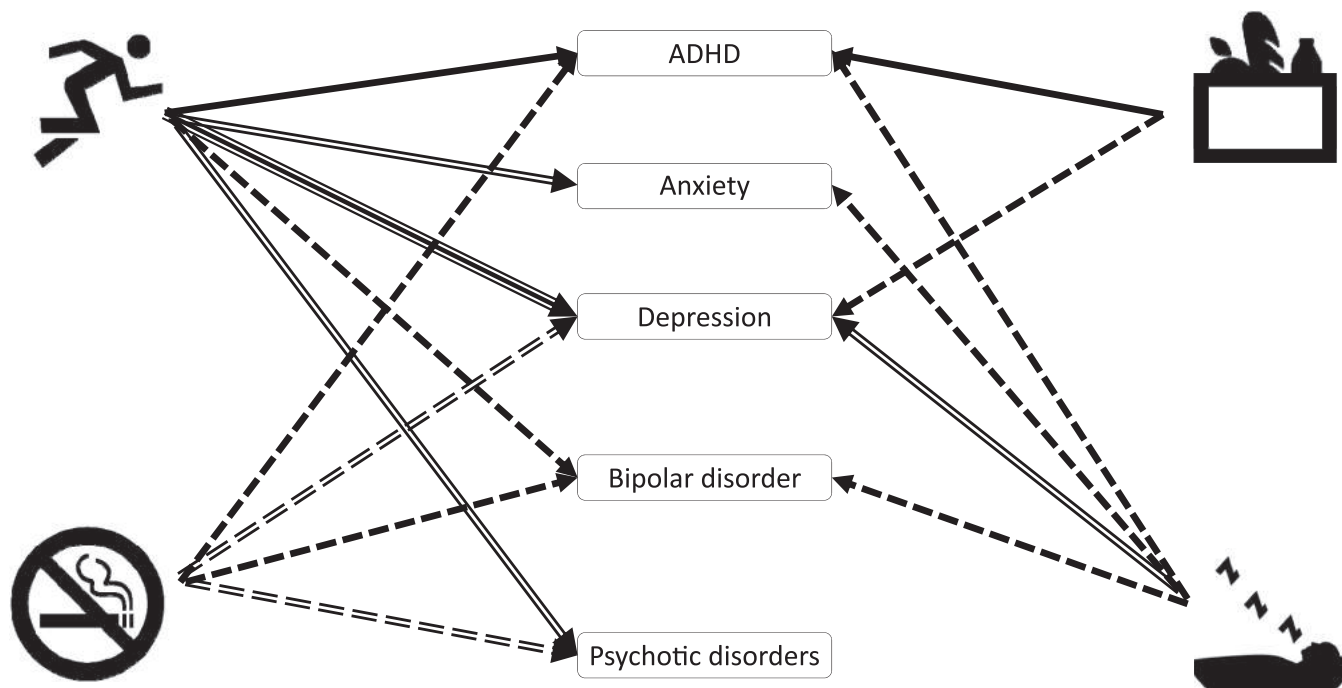 ADHD
Anxiety
Depression
Bipolar disorder
Psychotic disorders
Z
Z
Z